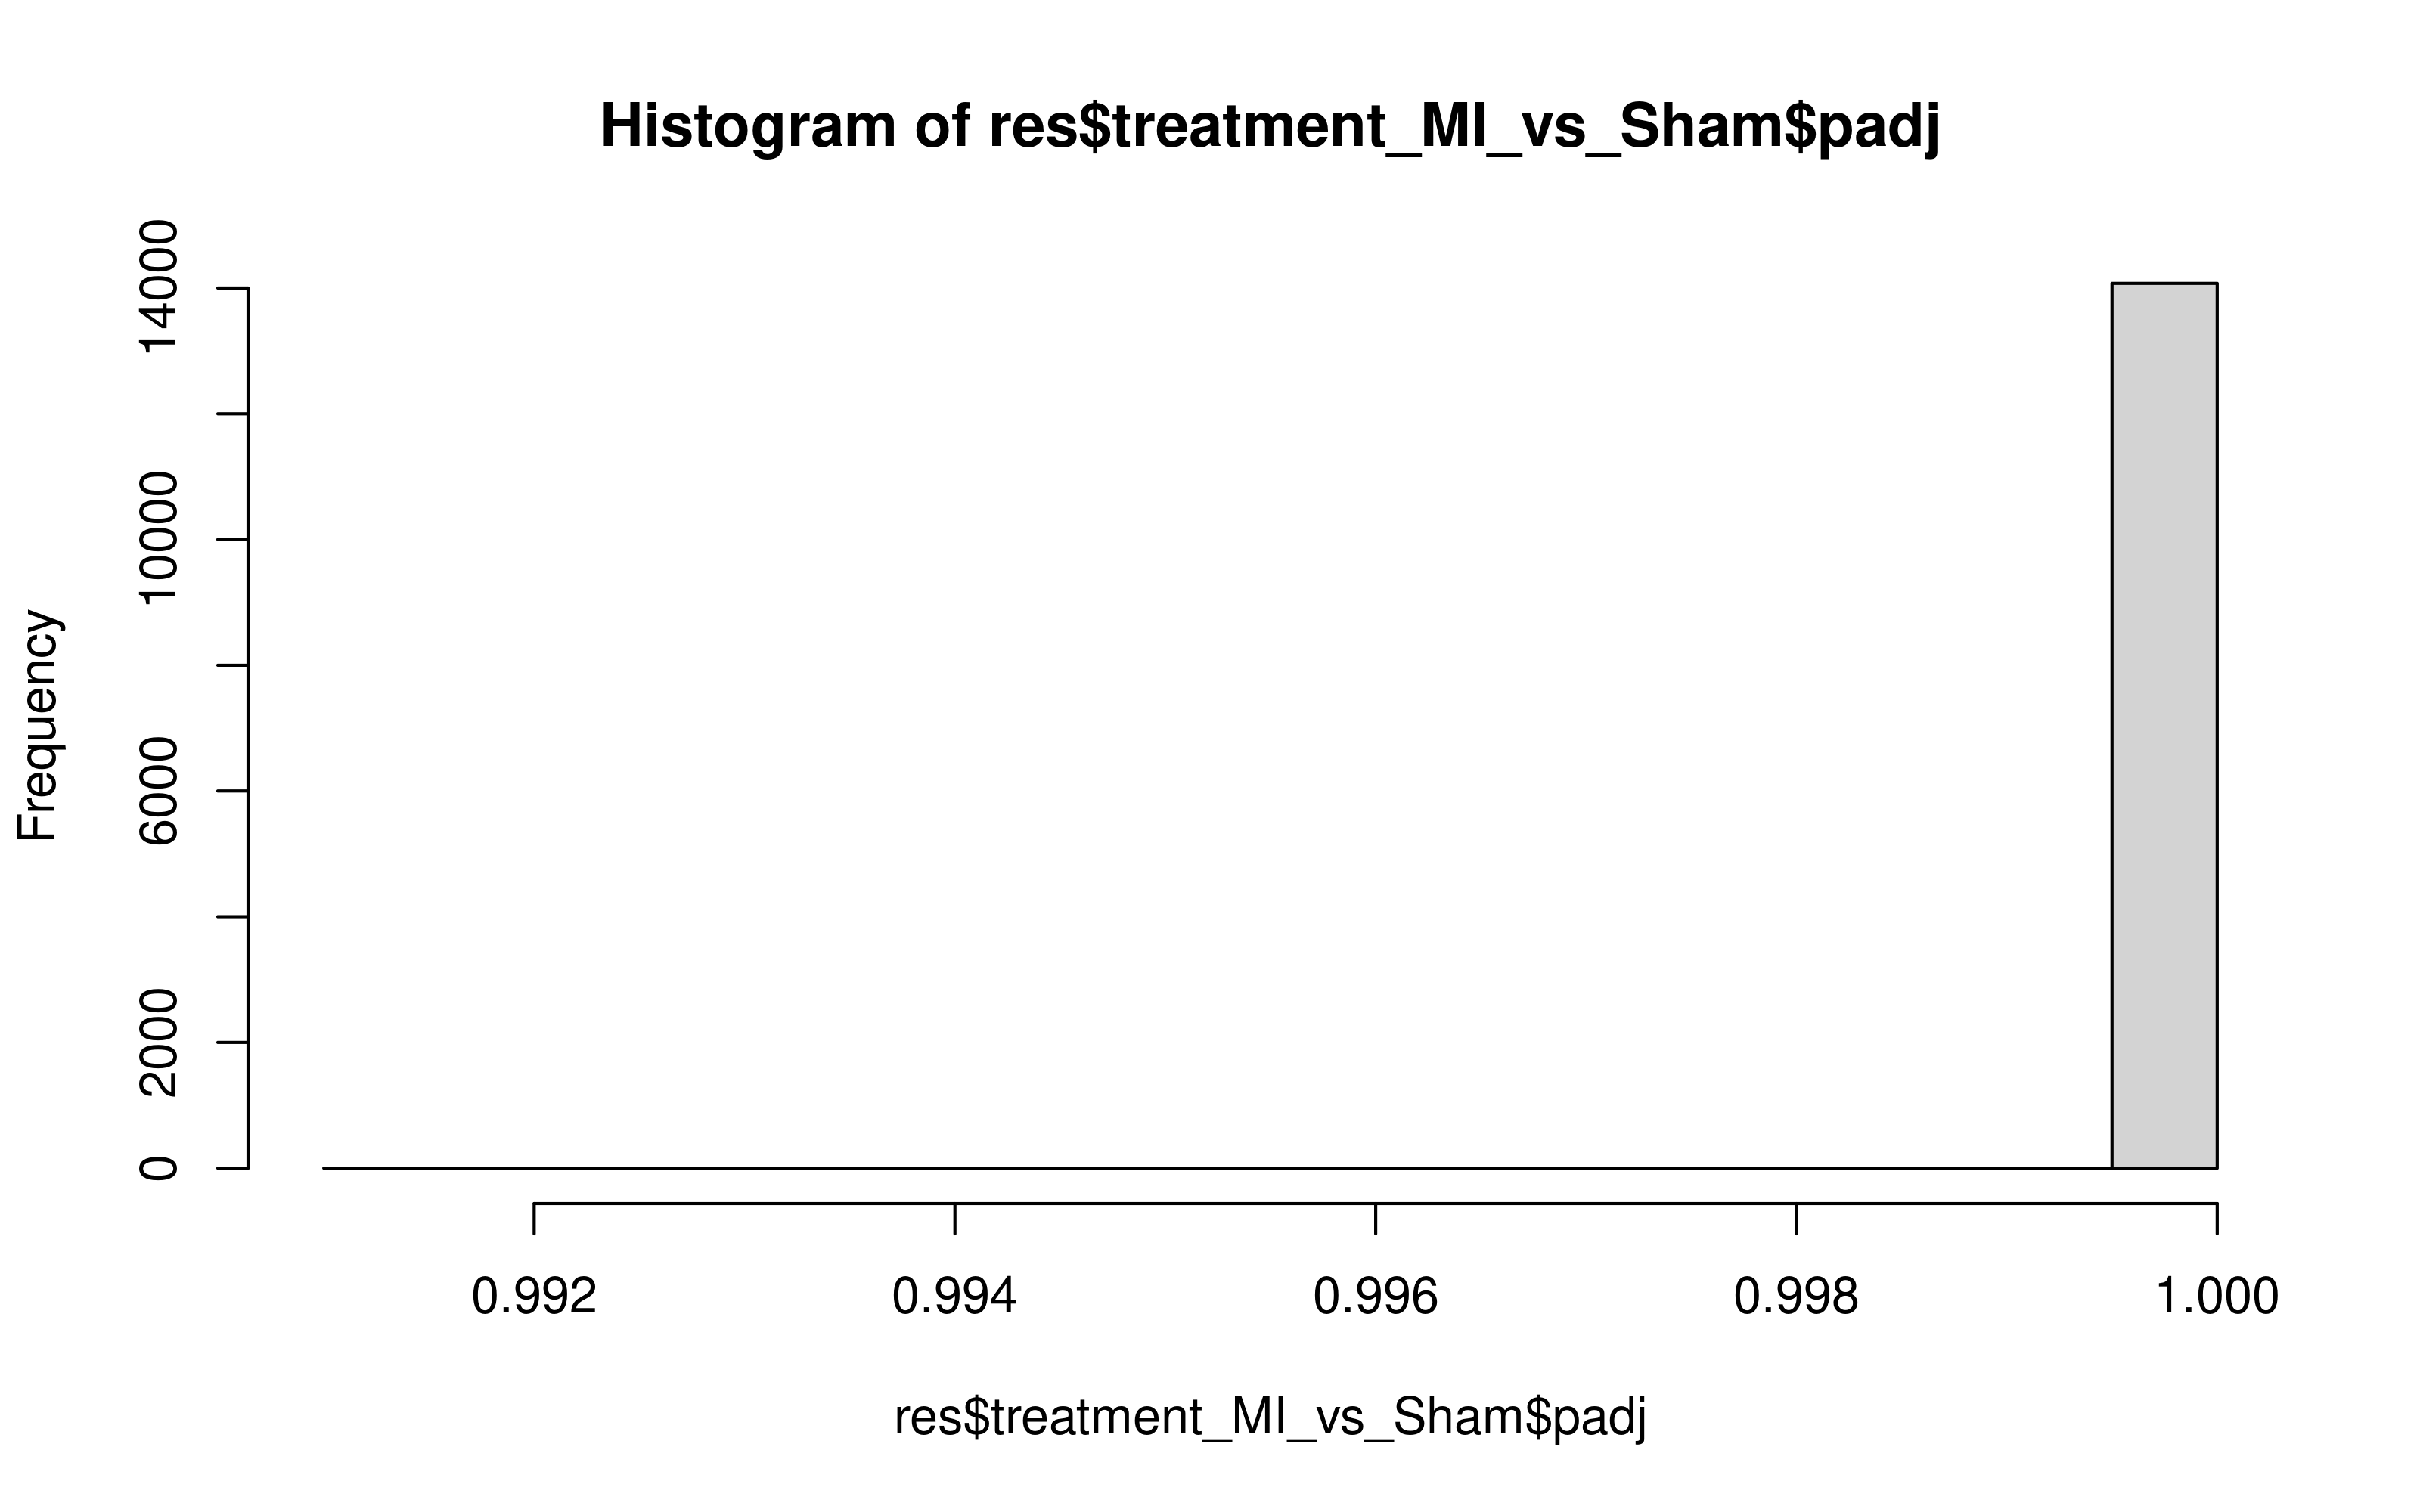 Histogram of res$treatment_MI_vs_Sham$padj
Frequency
14000
10000
6000
2000
0
0.992 0.994 0.996 0.998 1.000
res$treatment_MI_vs_Sham$padj